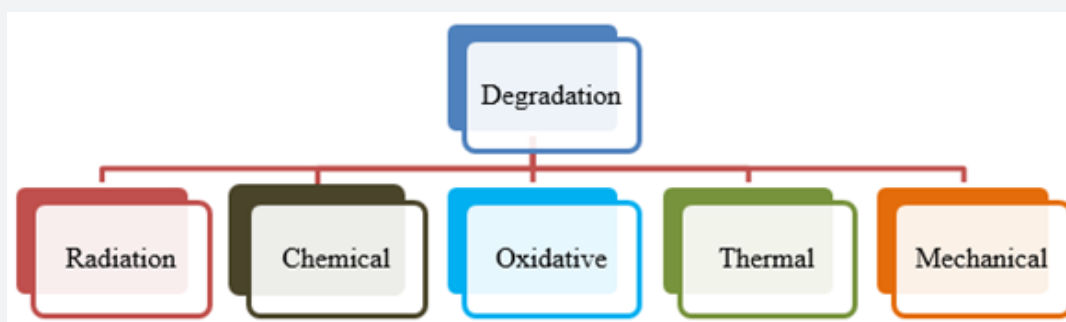 Degradation
Radiation
Chemical
Oxidative
Thermal
Mechanical